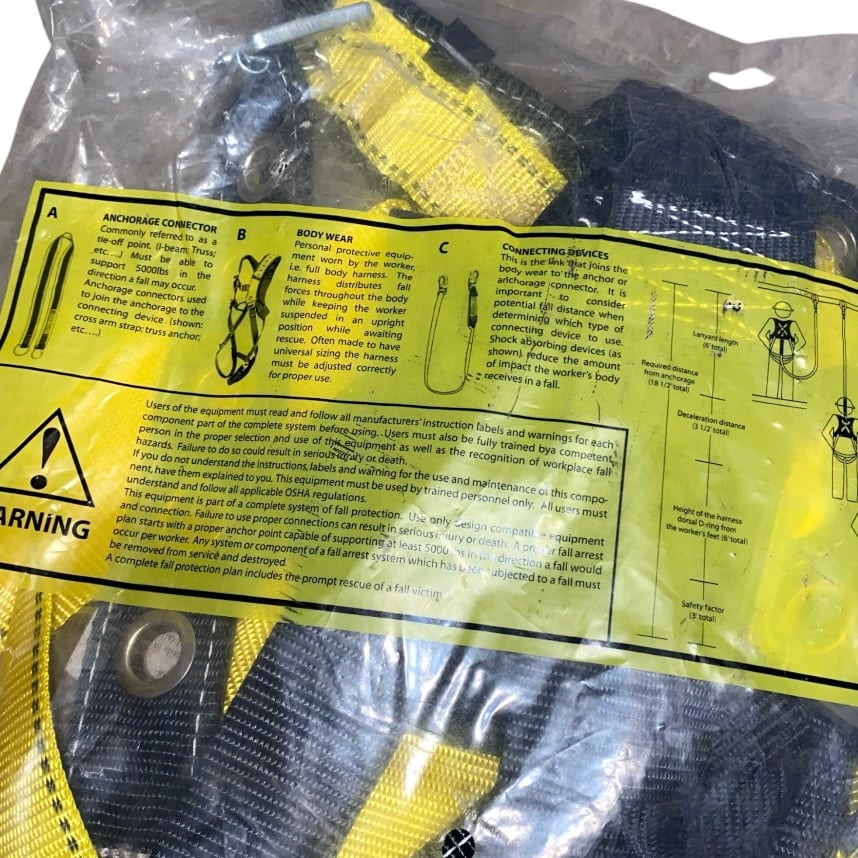 A
ANCHORAGE CONNECTOR
Commonly referred to as a
tie-off point. (I-beam; Truss;
etc....) Must be able to
support 5000lbs in the
direction a fall may occur.
Anchorage connectors used
to join the anchorage to the
connecting device (shown:
cross arm strap; truss anchor;
etc....)
B
BODY WEAR
Personal protective equip-
ment worn by the worker,
i.e. full body harness. The
harness distributes fall
forces throughout the body
while keeping the worker
suspended in an upright
position while awaiting
rescue. Often made to have
universal sizing the harness
must be adjusted correctly
for proper use.
C
CONNECTING DEVICES
This is the link that joins the
body wear to the anchor or
anchorage connector. It is
important to consider
potential fall distance when
determining which type of
connecting device to use.
Shock absorbing devices (as
shown) reduce the amount
of impact the worker's body
receives in a fall.
Lanyard length
(6' total)
Required distance
from anchorage
(18 1/2' total)
Deceleration distance
(3 1/2' total)
Height of the harness
dorsal D-ring from
the worker's feet (6' total)
Safety factor
(3' total)
ARNiNG
Users of the equipment must read and follow all manufacturers' instruction labels and warnings for each
component part of the complete system before using. Users must also be fully trained bya competent
person in the proper selection and use of this equipment as well as the recognition of workplace fall
hazards. Failure to do so could result in serious injury or death.
If you do not understand the instructions, labels and warning for the use and maintenance of this compo-
nent, have them explained to you. This equipment must be used by trained personnel only. All users must
understand and follow all applicable OSHA regulations.
This equipment is part of a complete system of fall protection. Use only design compatible equipment
and connection. Failure to use proper connections can result in serious injury or death. A proper fall arrest
plan starts with a proper anchor point capable of supporting at least 5000 lbs in the direction a fall would
occur per worker. Any system or component of a fall arrest system which has been subjected to a fall must
be removed from service and destroyed.
A complete fall protection plan includes the prompt rescue of a fall victim